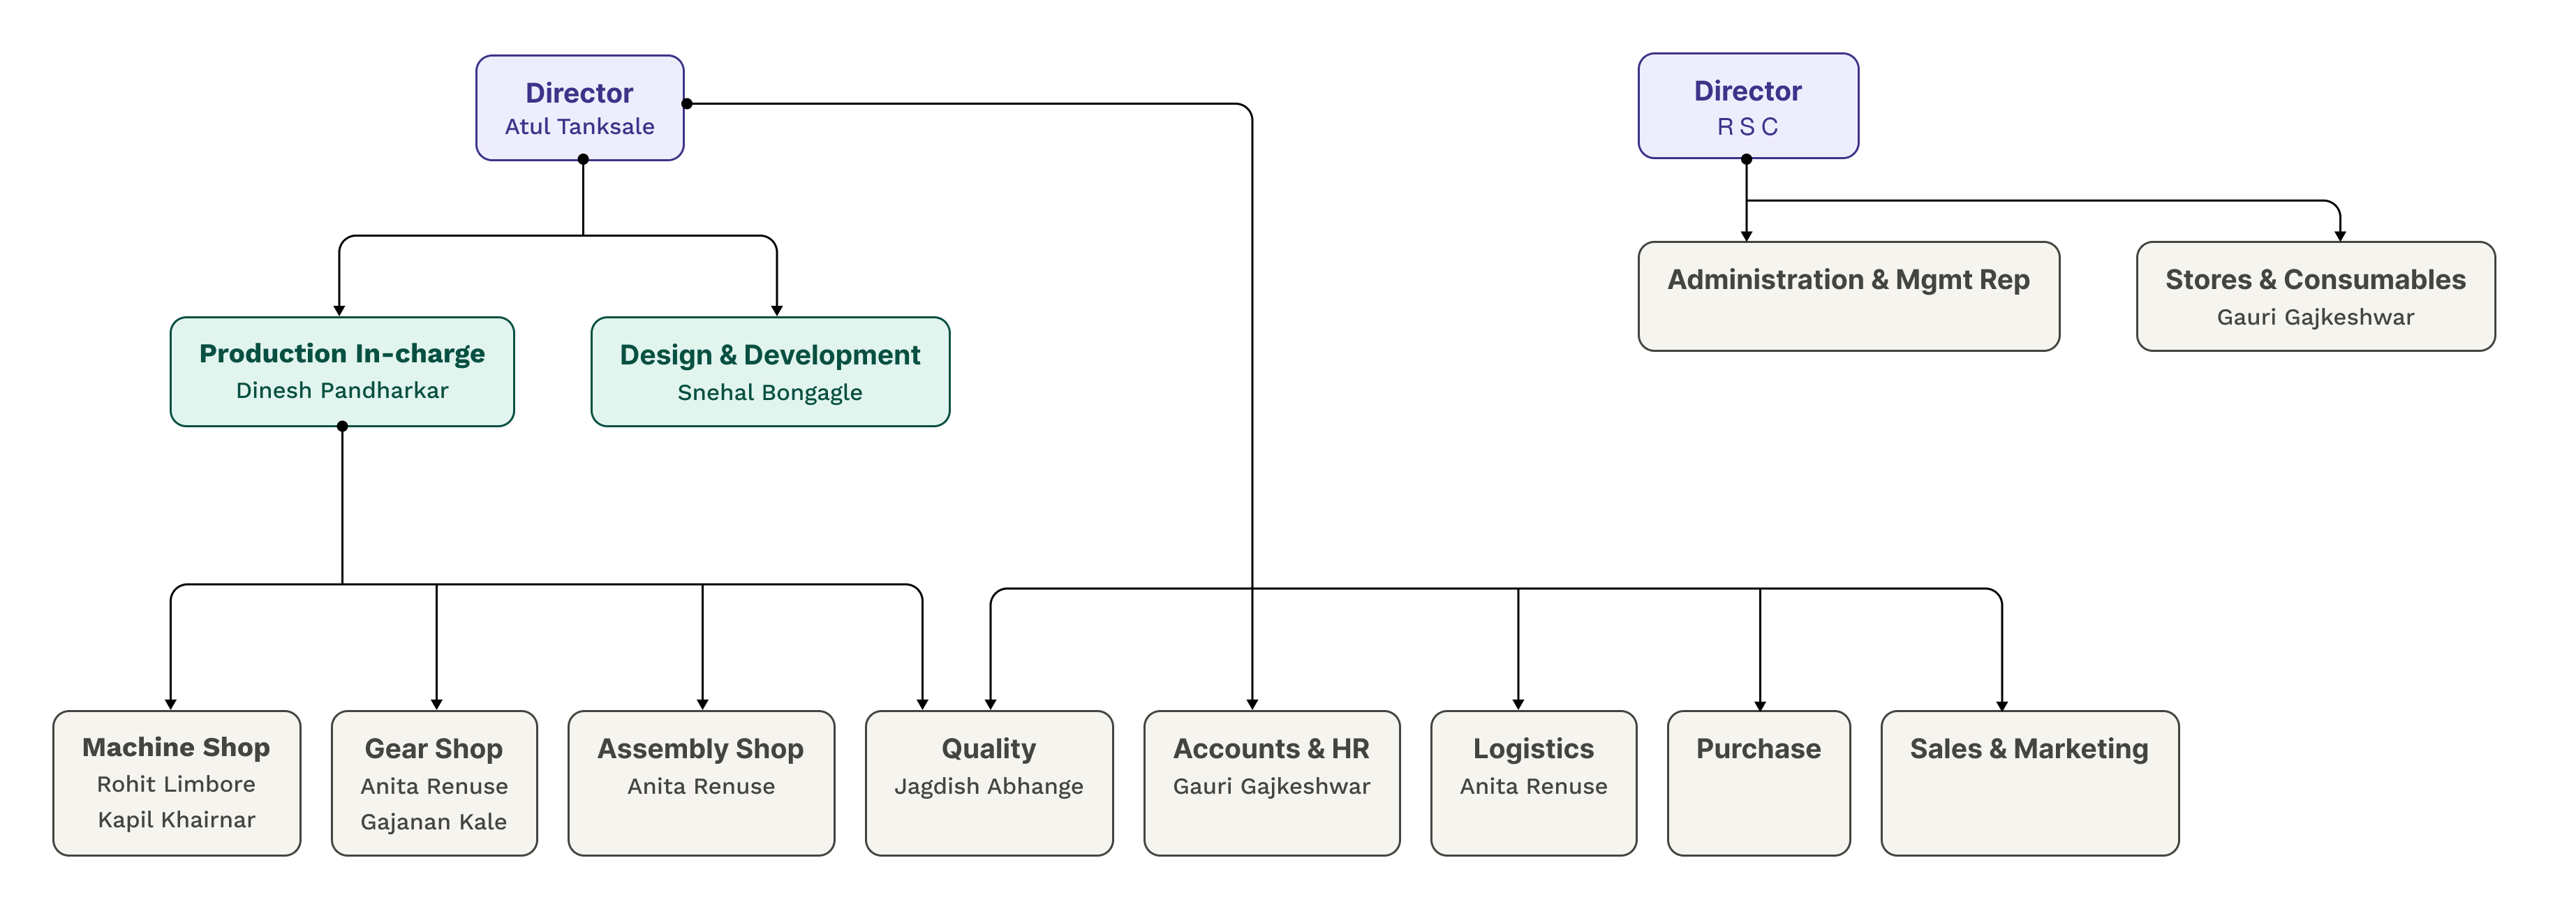 Director
Atul Tanksale
Director
R S C
Administration & Mgmt Rep
Stores & Consumables
Gauri Gajkeshwar
Production In-charge
Dinesh Pandharkar
Design & Development
Snehal Bongagle
Machine Shop
Rohit Limbore
Kapil Khairnar
Gear Shop
Anita Renuse
Gajanan Kale
Assembly Shop
Anita Renuse
Quality
Jagdish Abhange
Accounts & HR
Gauri Gajkeshwar
Logistics
Anita Renuse
Purchase
Sales & Marketing